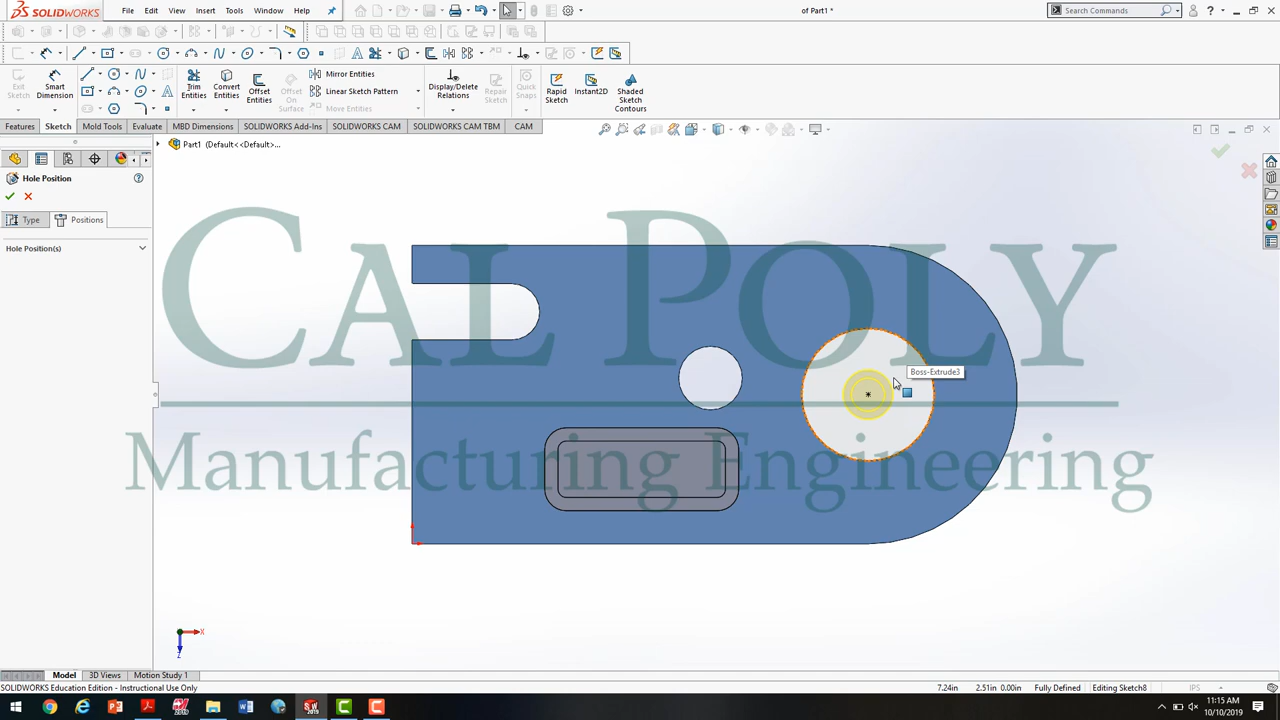 SOLIDWORKS File Edit View Insert Tools Window Help of Part1 * Search Commands
Exit Sketch
Smart Dimension
Trim Entities
Convert Entities
Offset Entities
Offset On Surface
Mirror Entities
Linear Sketch Pattern
Move Entities
Display/Delete Relations
Repair Sketch
Quick Snaps
Rapid Sketch
Instant2D
Shaded Sketch Contours
Features Sketch Mold Tools Evaluate MBD Dimensions SOLIDWORKS Add-Ins SOLIDWORKS CAM SOLIDWORKS CAM TBM CAM
Part1 (Default<<Default>...
Hole Position
Type Positions
Hole Position(s)
CAL POLY
Manufacturing Engineering
Boss-Extrude3
X
Z
Model 3D Views Motion Study 1
SOLIDWORKS Education Edition - Instructional Use Only 7.24in 2.51in 0.00in Fully Defined Editing Sketch8 IPS
11:15 AM
10/10/2019